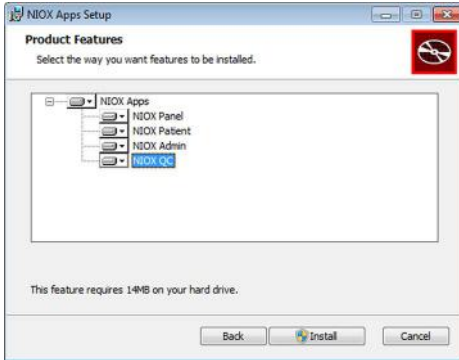 NIOX Apps Setup
Product Features
Select the way you want features to be installed.
NIOX Apps
NIOX Panel
NIOX Patient
NIOX Admin
NIOX QC
This feature requires 14MB on your hard drive.
Back Install Cancel